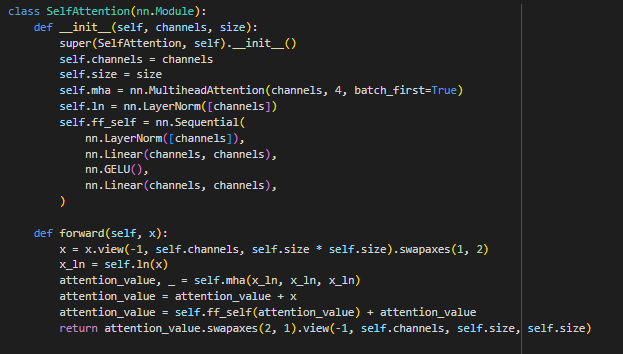 class SelfAttention(nn.Module):
    def __init__(self, channels, size):
        super(SelfAttention, self).__init__()
        self.channels = channels
        self.size = size
        self.mha = nn.MultiheadAttention(channels, 4, batch_first=True)
        self.ln = nn.LayerNorm([channels])
        self.ff_self = nn.Sequential(
            nn.LayerNorm([channels]),
            nn.Linear(channels, channels),
            nn.GELU(),
            nn.Linear(channels, channels),
        )

    def forward(self, x):
        x = x.view(-1, self.channels, self.size * self.size).swapaxes(1, 2)
        x_ln = self.ln(x)
        attention_value, _ = self.mha(x_ln, x_ln, x_ln)
        attention_value = attention_value + x
        attention_value = self.ff_self(attention_value) + attention_value
        return attention_value.swapaxes(2, 1).view(-1, self.channels, self.size, self.size)